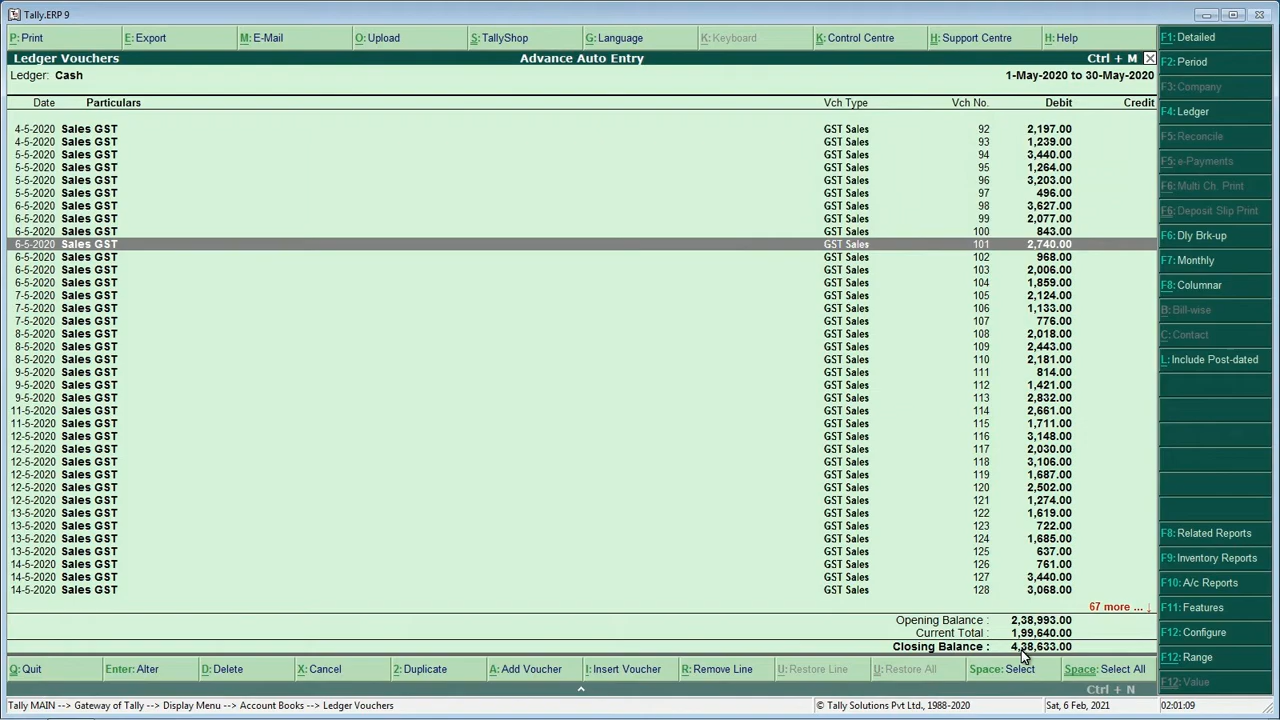 Tally.ERP 9
P: Print E: Export M: E-Mail O: Upload S: TallyShop G: Language K: Keyboard K: Control Centre H: Support Centre H: Help
Ledger Vouchers Advance Auto Entry Ctrl + M
Ledger: Cash 1-May-2020 to 30-May-2020
Date Particulars Vch Type Vch No. Debit Credit
4-5-2020 Sales GST GST Sales 92 2,197.00
4-5-2020 Sales GST GST Sales 93 1,239.00
5-5-2020 Sales GST GST Sales 94 3,440.00
5-5-2020 Sales GST GST Sales 95 1,264.00
5-5-2020 Sales GST GST Sales 96 3,203.00
5-5-2020 Sales GST GST Sales 97 496.00
6-5-2020 Sales GST GST Sales 98 3,627.00
6-5-2020 Sales GST GST Sales 99 2,077.00
6-5-2020 Sales GST GST Sales 100 843.00
6-5-2020 Sales GST GST Sales 101 2,740.00
6-5-2020 Sales GST GST Sales 102 968.00
6-5-2020 Sales GST GST Sales 103 2,006.00
6-5-2020 Sales GST GST Sales 104 1,859.00
7-5-2020 Sales GST GST Sales 105 2,124.00
7-5-2020 Sales GST GST Sales 106 1,133.00
7-5-2020 Sales GST GST Sales 107 776.00
8-5-2020 Sales GST GST Sales 108 2,018.00
8-5-2020 Sales GST GST Sales 109 2,443.00
8-5-2020 Sales GST GST Sales 110 2,181.00
9-5-2020 Sales GST GST Sales 111 814.00
9-5-2020 Sales GST GST Sales 112 1,421.00
9-5-2020 Sales GST GST Sales 113 2,832.00
11-5-2020 Sales GST GST Sales 114 2,661.00
11-5-2020 Sales GST GST Sales 115 1,711.00
12-5-2020 Sales GST GST Sales 116 3,148.00
12-5-2020 Sales GST GST Sales 117 2,030.00
12-5-2020 Sales GST GST Sales 118 3,106.00
12-5-2020 Sales GST GST Sales 119 1,687.00
12-5-2020 Sales GST GST Sales 120 2,502.00
12-5-2020 Sales GST GST Sales 121 1,274.00
13-5-2020 Sales GST GST Sales 122 1,619.00
13-5-2020 Sales GST GST Sales 123 722.00
13-5-2020 Sales GST GST Sales 124 1,685.00
13-5-2020 Sales GST GST Sales 125 637.00
14-5-2020 Sales GST GST Sales 126 761.00
14-5-2020 Sales GST GST Sales 127 3,440.00
14-5-2020 Sales GST GST Sales 128 3,068.00
67 more ... ↓
Opening Balance : 2,38,993.00
Current Total : 1,99,640.00
Closing Balance : 4,38,633.00
Q: Quit Enter: Alter D: Delete X: Cancel 2: Duplicate A: Add Voucher I: Insert Voucher R: Remove Line U: Restore Line U: Restore All Space: Select Space: Select All
Ctrl + N
Tally MAIN --> Gateway of Tally --> Display Menu --> Account Books --> Ledger Vouchers © Tally Solutions Pvt Ltd., 1988-2020 Sat, 6 Feb, 2021 02:01:09
F1: Detailed
F2: Period
F3: Company
F4: Ledger
F5: Reconcile
F5: e-Payments
F6: Multi Ch. Print
F6: Deposit Slip Print
F6: Dly Brk-up
F7: Monthly
F8: Columnar
B: Bill-wise
C: Contact
L: Include Post-dated
F8: Related Reports
F9: Inventory Reports
F10: A/c Reports
F11: Features
F12: Configure
F12: Range
F12: Value